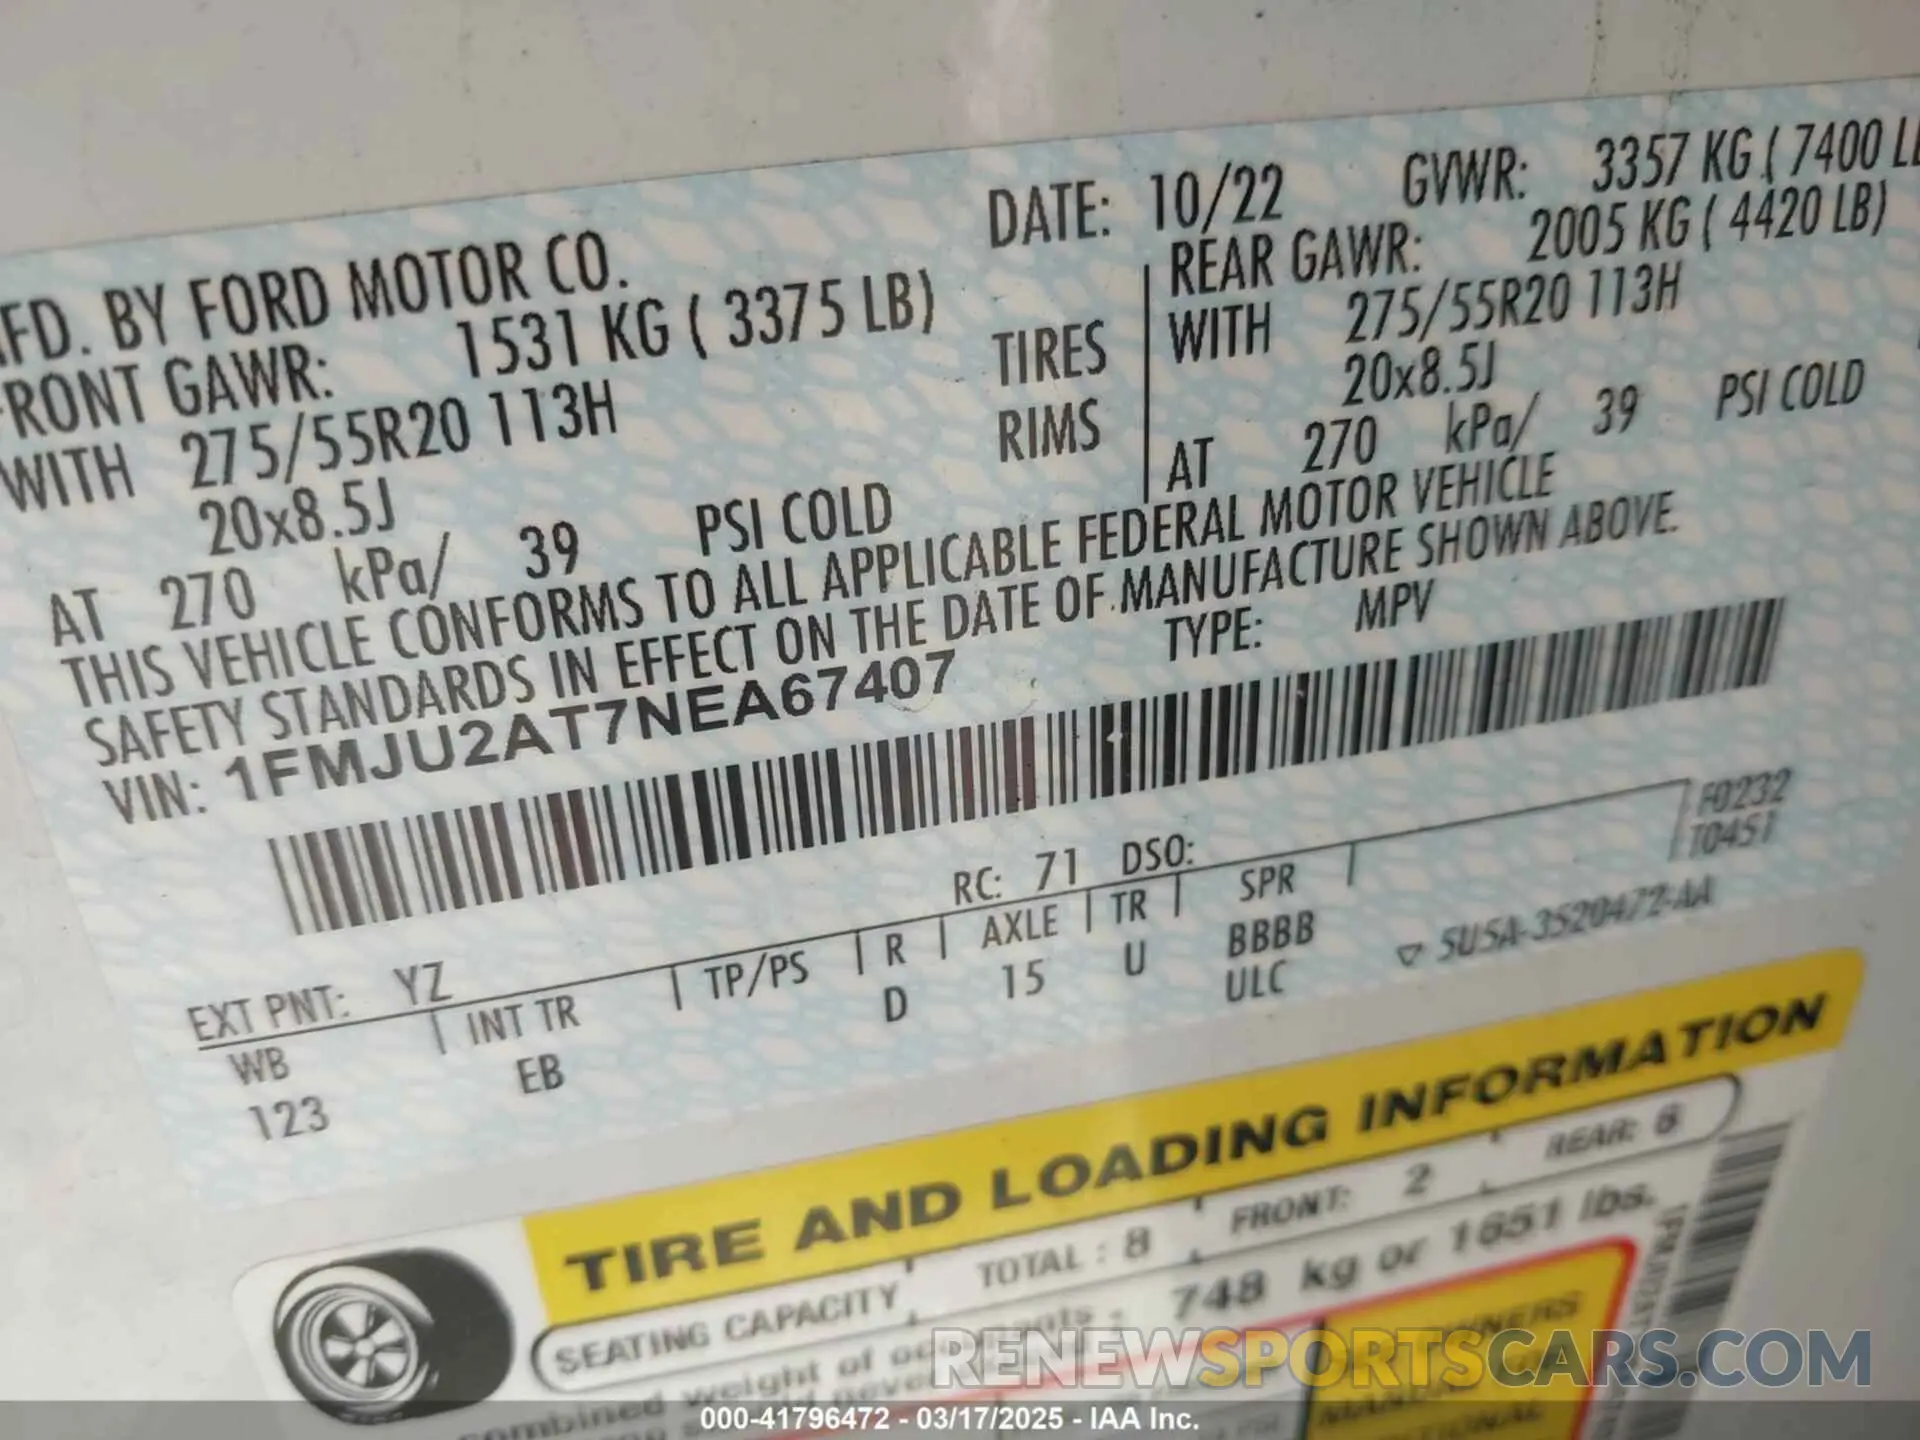 MFD. BY FORD MOTOR CO.
DATE: 10/22 GVWR: 3357 KG ( 7400 LB
FRONT GAWR: 1531 KG ( 3375 LB)
REAR GAWR: 2005 KG ( 4420 LB)
WITH 275/55R20 113H
TIRES
WITH 275/55R20 113H
20x8.5J
RIMS
20x8.5J
AT 270 kPa/ 39 PSI COLD
AT 270 kPa/ 39 PSI COLD
THIS VEHICLE CONFORMS TO ALL APPLICABLE FEDERAL MOTOR VEHICLE
SAFETY STANDARDS IN EFFECT ON THE DATE OF MANUFACTURE SHOWN ABOVE.
VIN: 1FMJU2AT7NEA67407
TYPE: MPV
F0232
T0451
EXT PNT: YZ RC: 71 DSO:
WB | INT TR | TP/PS | R | AXLE | TR | SPR
123 EB D 15 U BBBB
ULC
▽ 5U5A-3520472-AA
TIRE AND LOADING INFORMATION
SEATING CAPACITY TOTAL : 8 FRONT: 2 REAR: 6
combined weight of occupants 748 kg or 1651 lbs.
OWNERS
RENEWSPORTSCARS.COM
000-41796472 - 03/17/2025 - IAA Inc.